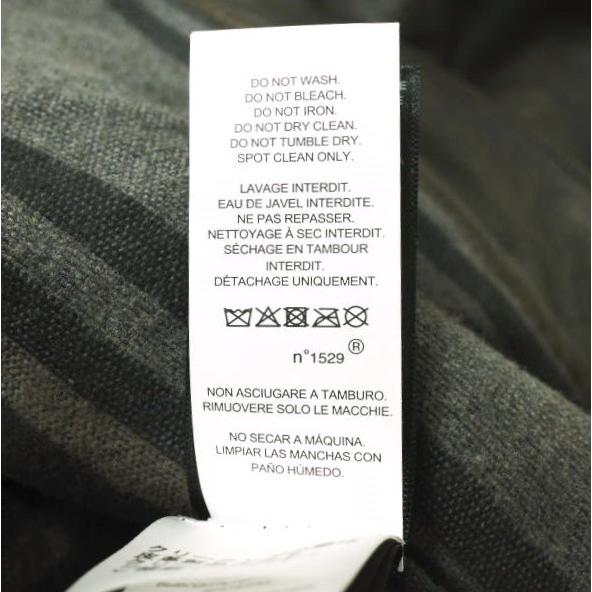 DO NOT WASH.
DO NOT BLEACH.
DO NOT IRON.
DO NOT DRY CLEAN.
DO NOT TUMBLE DRY.
SPOT CLEAN ONLY.
LAVAGE INTERDIT.
EAU DE JAVEL INTERDITE.
NE PAS REPASSER.
NETTOYAGE À SEC INTERDIT.
SÉCHAGE EN TAMBOUR
INTERDIT.
DÉTACHAGE UNIQUEMENT.
n°1529®
NON ASCIUGARE A TAMBURO.
RIMUOVERE SOLO LE MACCHIE.
NO SECAR A MÁQUINA.
LIMPIAR LAS MANCHAS CON
PAÑO HÚMEDO.